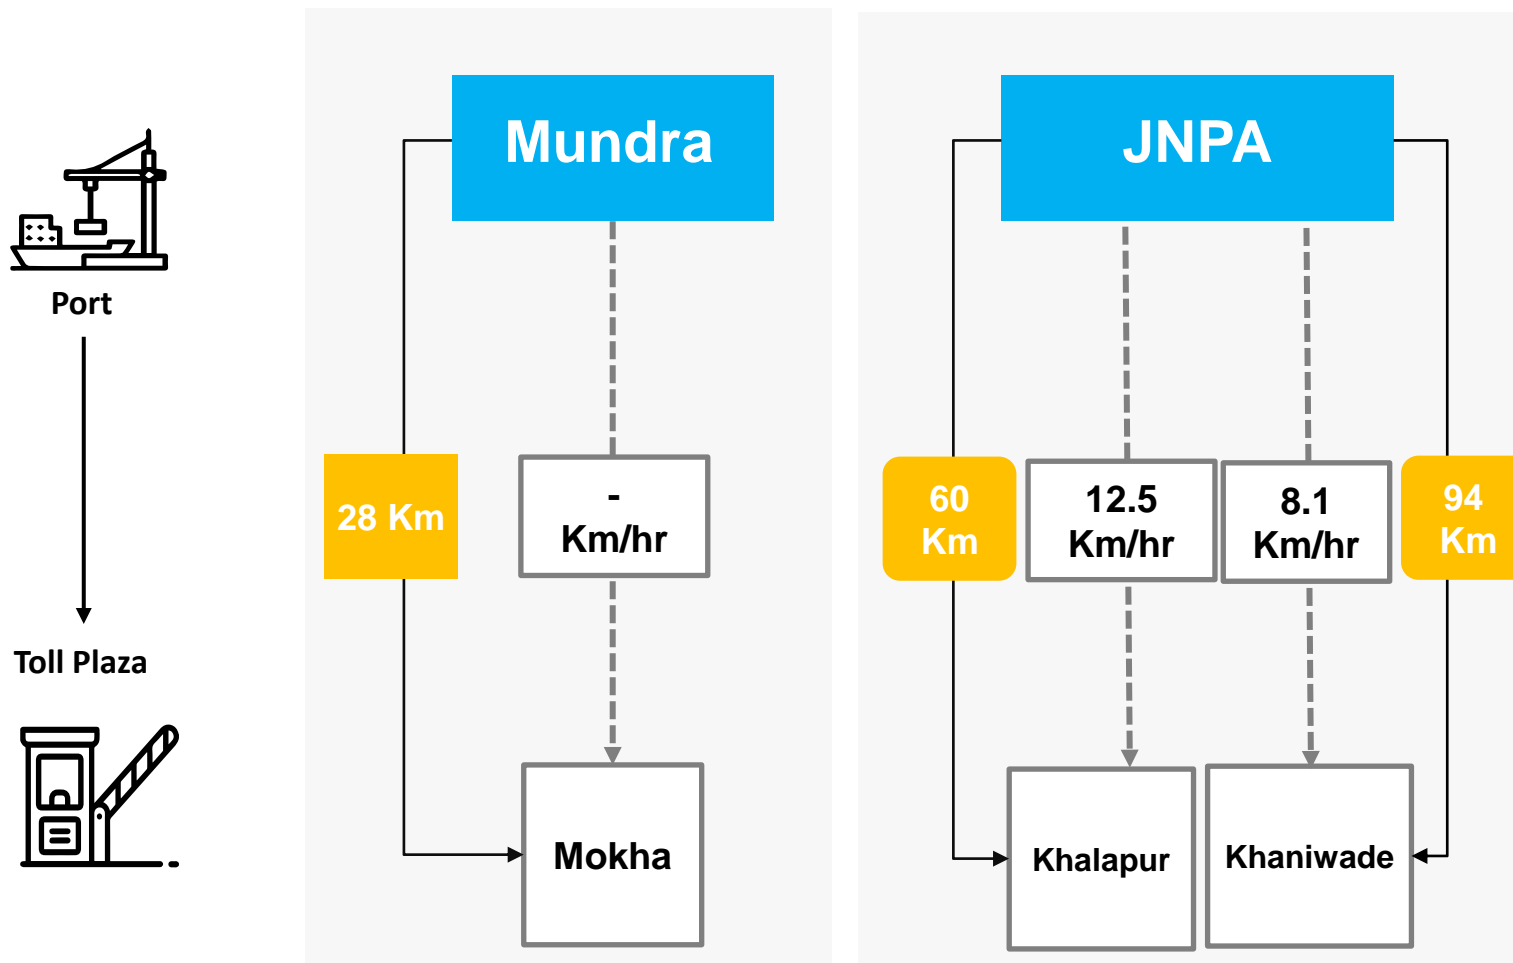 Port
Toll Plaza
Mundra
28 Km
-
Km/hr
Mokha
JNPA
60
Km
12.5
Km/hr
8.1
Km/hr
94
Km
Khalapur
Khaniwade